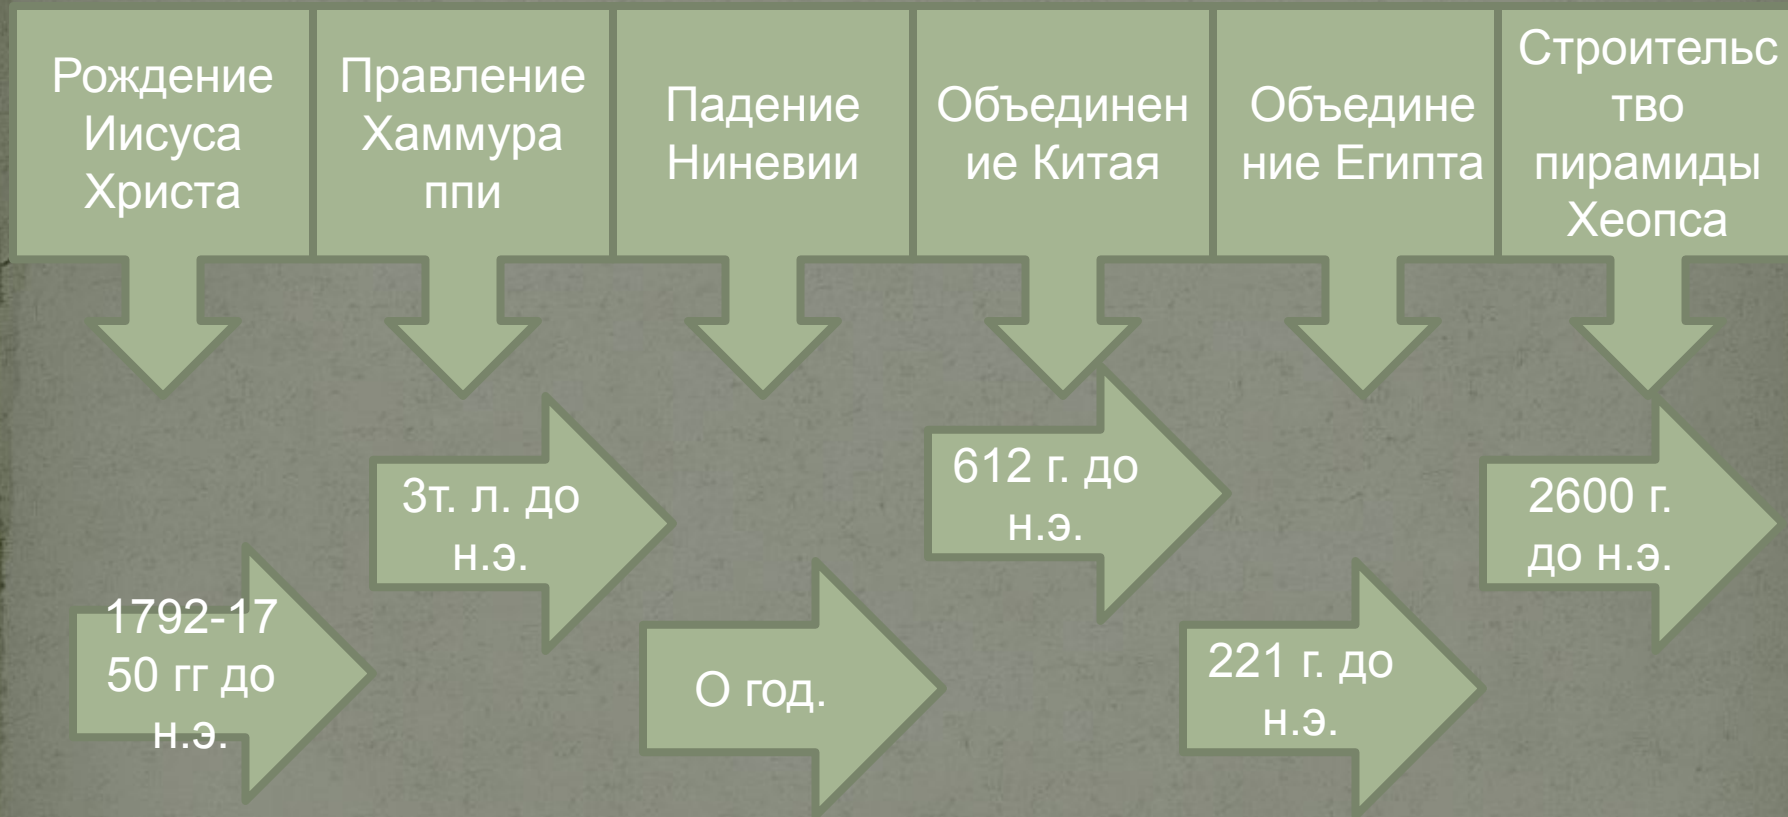 Рождение
Иисуса
Христа
Правление
Хаммура
ппи
Падение
Ниневии
Объединен
ие Китая
Объедине
ние Египта
Строительс
тво
пирамиды
Хеопса
1792-17
50 гг до
н.э.
3т. л. до
н.э.
О год.
612 г. до
н.э.
221 г. до
н.э.
2600 г.
до н.э.